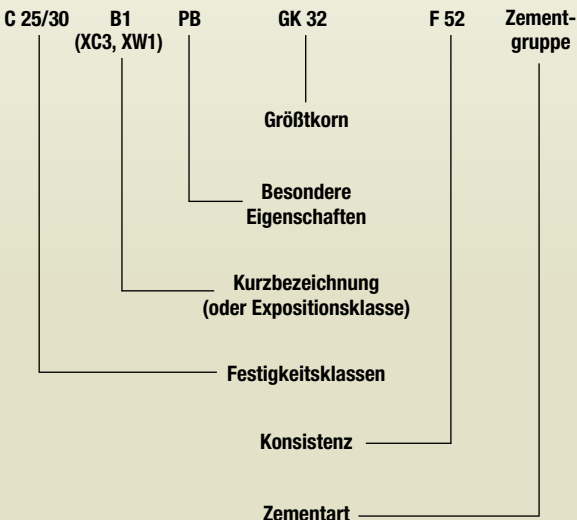 C 25/30 B1 PB GK 32 F 52 Zement-
(XC3, XW1) gruppe
Größtkorn
Besondere
Eigenschaften
Kurzbezeichnung
(oder Expositionsklasse)
Festigkeitsklassen
Konsistenz
Zementart